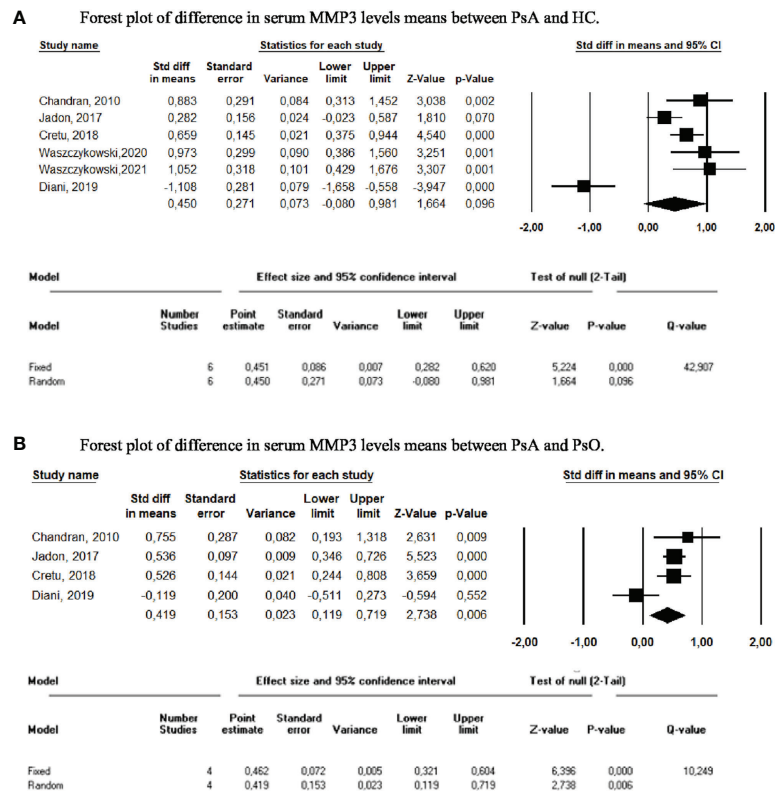 A Forest plot of difference in serum MMP3 levels means between PsA and HC.
Study name Statistics for each study Std diff in means and 95% CI
Std diff in means Standard error Variance Lower limit Upper limit Z-Value p-Value
Chandran, 2010 0,883 0,291 0,084 0,313 1,452 3,038 0,002
Jadon, 2017 0,282 0,156 0,024 -0,023 0,587 1,810 0,070
Cretu, 2018 0,659 0,145 0,021 0,375 0,944 4,540 0,000
Waszczykowski,2020 0,973 0,299 0,090 0,386 1,560 3,251 0,001
Waszczykowski,2021 1,052 0,318 0,101 0,429 1,676 3,307 0,001
Diani, 2019 -1,108 0,281 0,079 -1,658 -0,558 -3,947 0,000
0,450 0,271 0,073 -0,080 0,981 1,664 0,096
-2,00 -1,00 0,00 1,00 2,00
Model Effect size and 95% confidence interval Test of null (2-Tail)
Model Number Studies Point estimate Standard error Variance Lower limit Upper limit Z-value P-value Q-value
Fixed 6 0,451 0,086 0,007 0,282 0,620 5,224 0,000 42,907
Random 6 0,450 0,271 0,073 -0,080 0,981 1,664 0,096
B Forest plot of difference in serum MMP3 levels means between PsA and PsO.
Study name Statistics for each study Std diff in means and 95% CI
Std diff in means Standard error Variance Lower limit Upper limit Z-Value p-Value
Chandran, 2010 0,755 0,287 0,082 0,193 1,318 2,631 0,009
Jadon, 2017 0,536 0,097 0,009 0,346 0,726 5,523 0,000
Cretu, 2018 0,526 0,144 0,021 0,244 0,808 3,659 0,000
Diani, 2019 -0,119 0,200 0,040 -0,511 0,273 -0,594 0,552
0,419 0,153 0,023 0,119 0,719 2,738 0,006
-2,00 -1,00 0,00 1,00 2,00
Model Effect size and 95% confidence interval Test of null (2-Tail)
Model Number Studies Point estimate Standard error Variance Lower limit Upper limit Z-value P-value Q-value
Fixed 4 0,462 0,072 0,005 0,321 0,604 6,396 0,000 10,249
Random 4 0,419 0,153 0,023 0,119 0,719 2,738 0,006